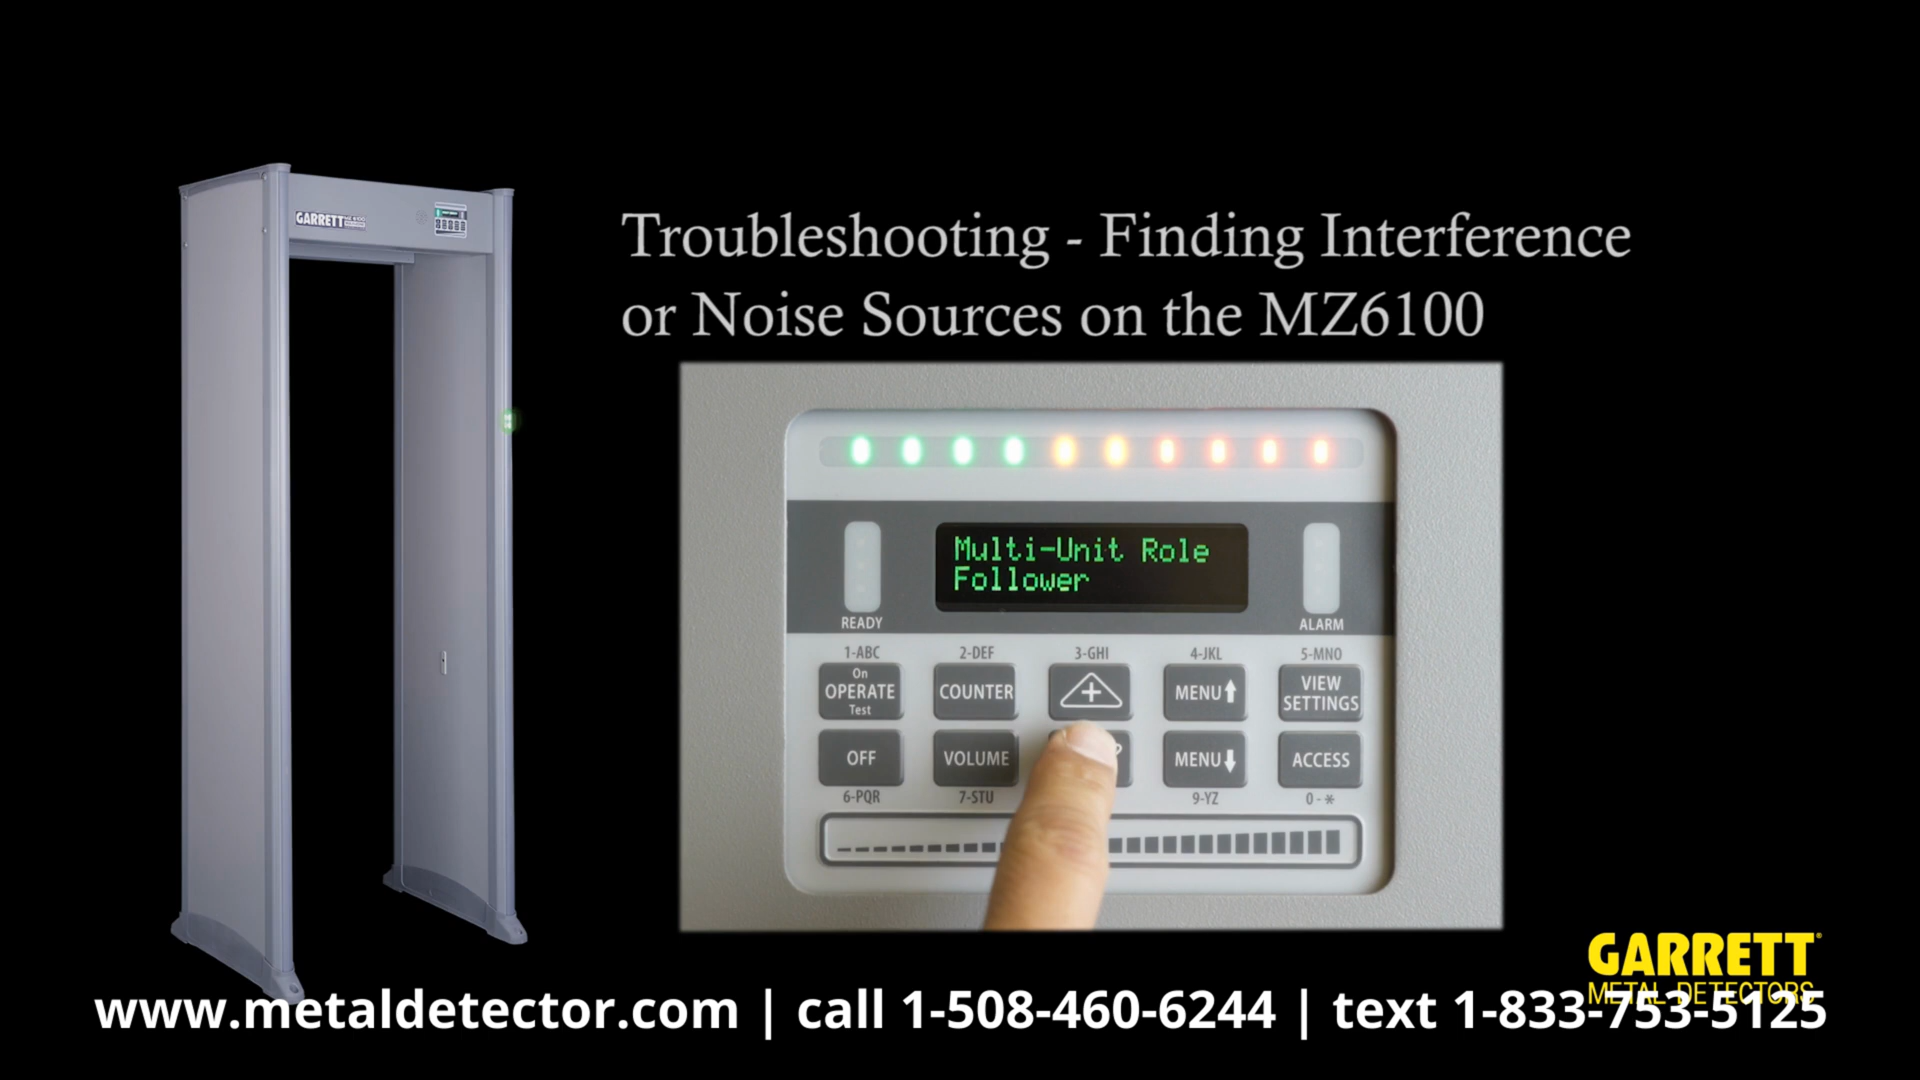 GARRETT
Troubleshooting - Finding Interference
or Noise Sources on the MZ6100
Multi-Unit Role
Follower
READY
ALARM
1-ABC 2-DEF 3-GHI 4-JKL 5-MNO
On
OPERATE
Test
COUNTER
+
MENU ↑
VIEW
SETTINGS
OFF
VOLUME
MENU ↓
ACCESS
6-PQR 7-STU 9-YZ 0 - *
GARRETT®
METAL DETECTORS
www.metaldetector.com | call 1-508-460-6244 | text 1-833-753-5125